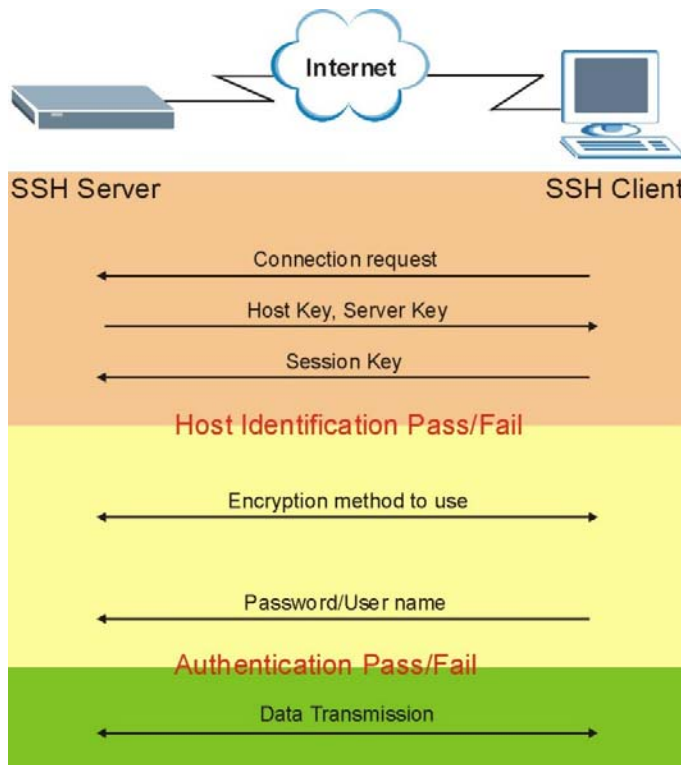 Internet
SSH Server
SSH Client
Connection request
Host Key, Server Key
Session Key
Host Identification Pass/Fail
Encryption method to use
Password/User name
Authentication Pass/Fail
Data Transmission